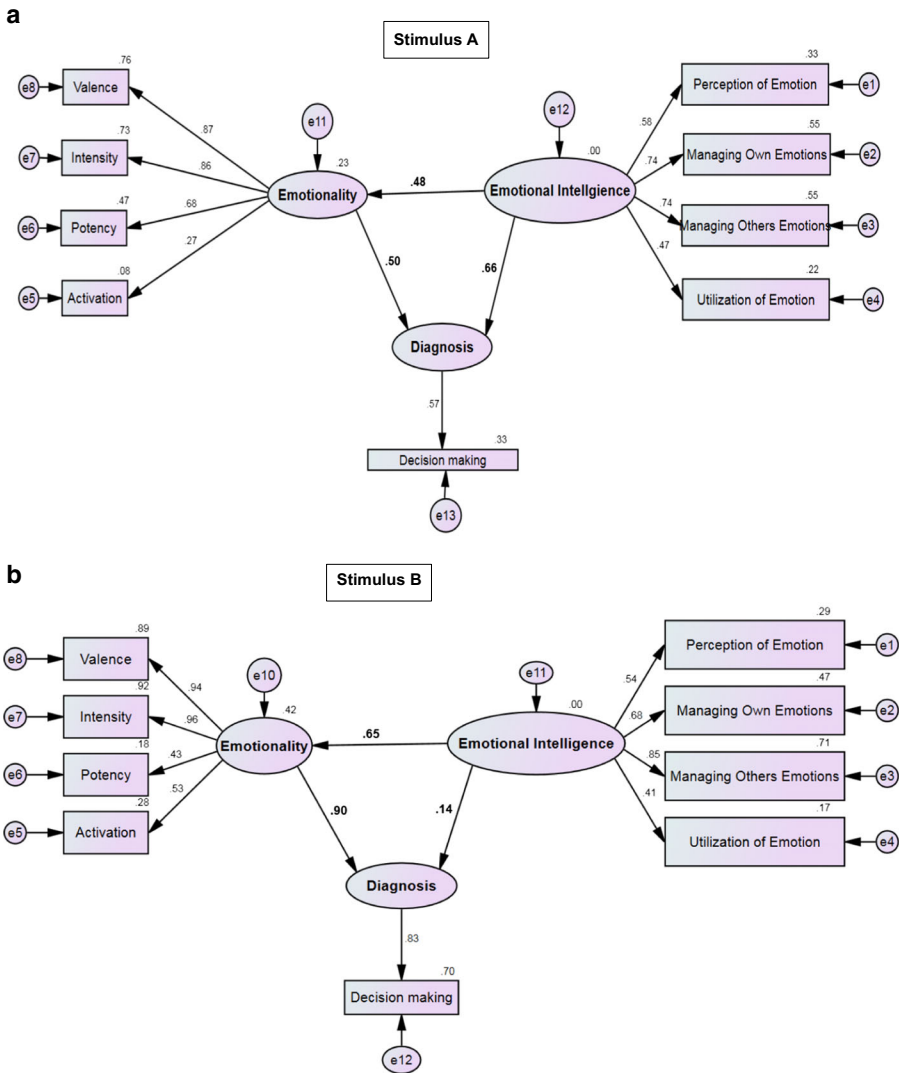 a
Stimulus A
.76
e8
Valence
.33
Perception of Emotion
e1
.87
e11
e12
.58
.73
e7
Intensity
.86
.23
.00
.55
.74
Managing Own Emotions
e2
Emotionality
.48
Emotional Intellgience
.47
e6
Potency
.68
.74
.55
Managing Others Emotions
e3
.27
.47
.08
e5
Activation
.50
.66
.22
Utilization of Emotion
e4
Diagnosis
.57
.33
Decision making
e13
b
Stimulus B
.89
e8
Valence
.29
Perception of Emotion
e1
.94
e10
e11
.54
.92
e7
Intensity
.96
.42
.00
.47
.68
Managing Own Emotions
e2
Emotionality
.65
Emotional Intelligence
.18
e6
Potency
.43
.85
.71
Managing Others Emotions
e3
.53
.41
.28
e5
Activation
.90
.14
.17
Utilization of Emotion
e4
Diagnosis
.83
.70
Decision making
e12